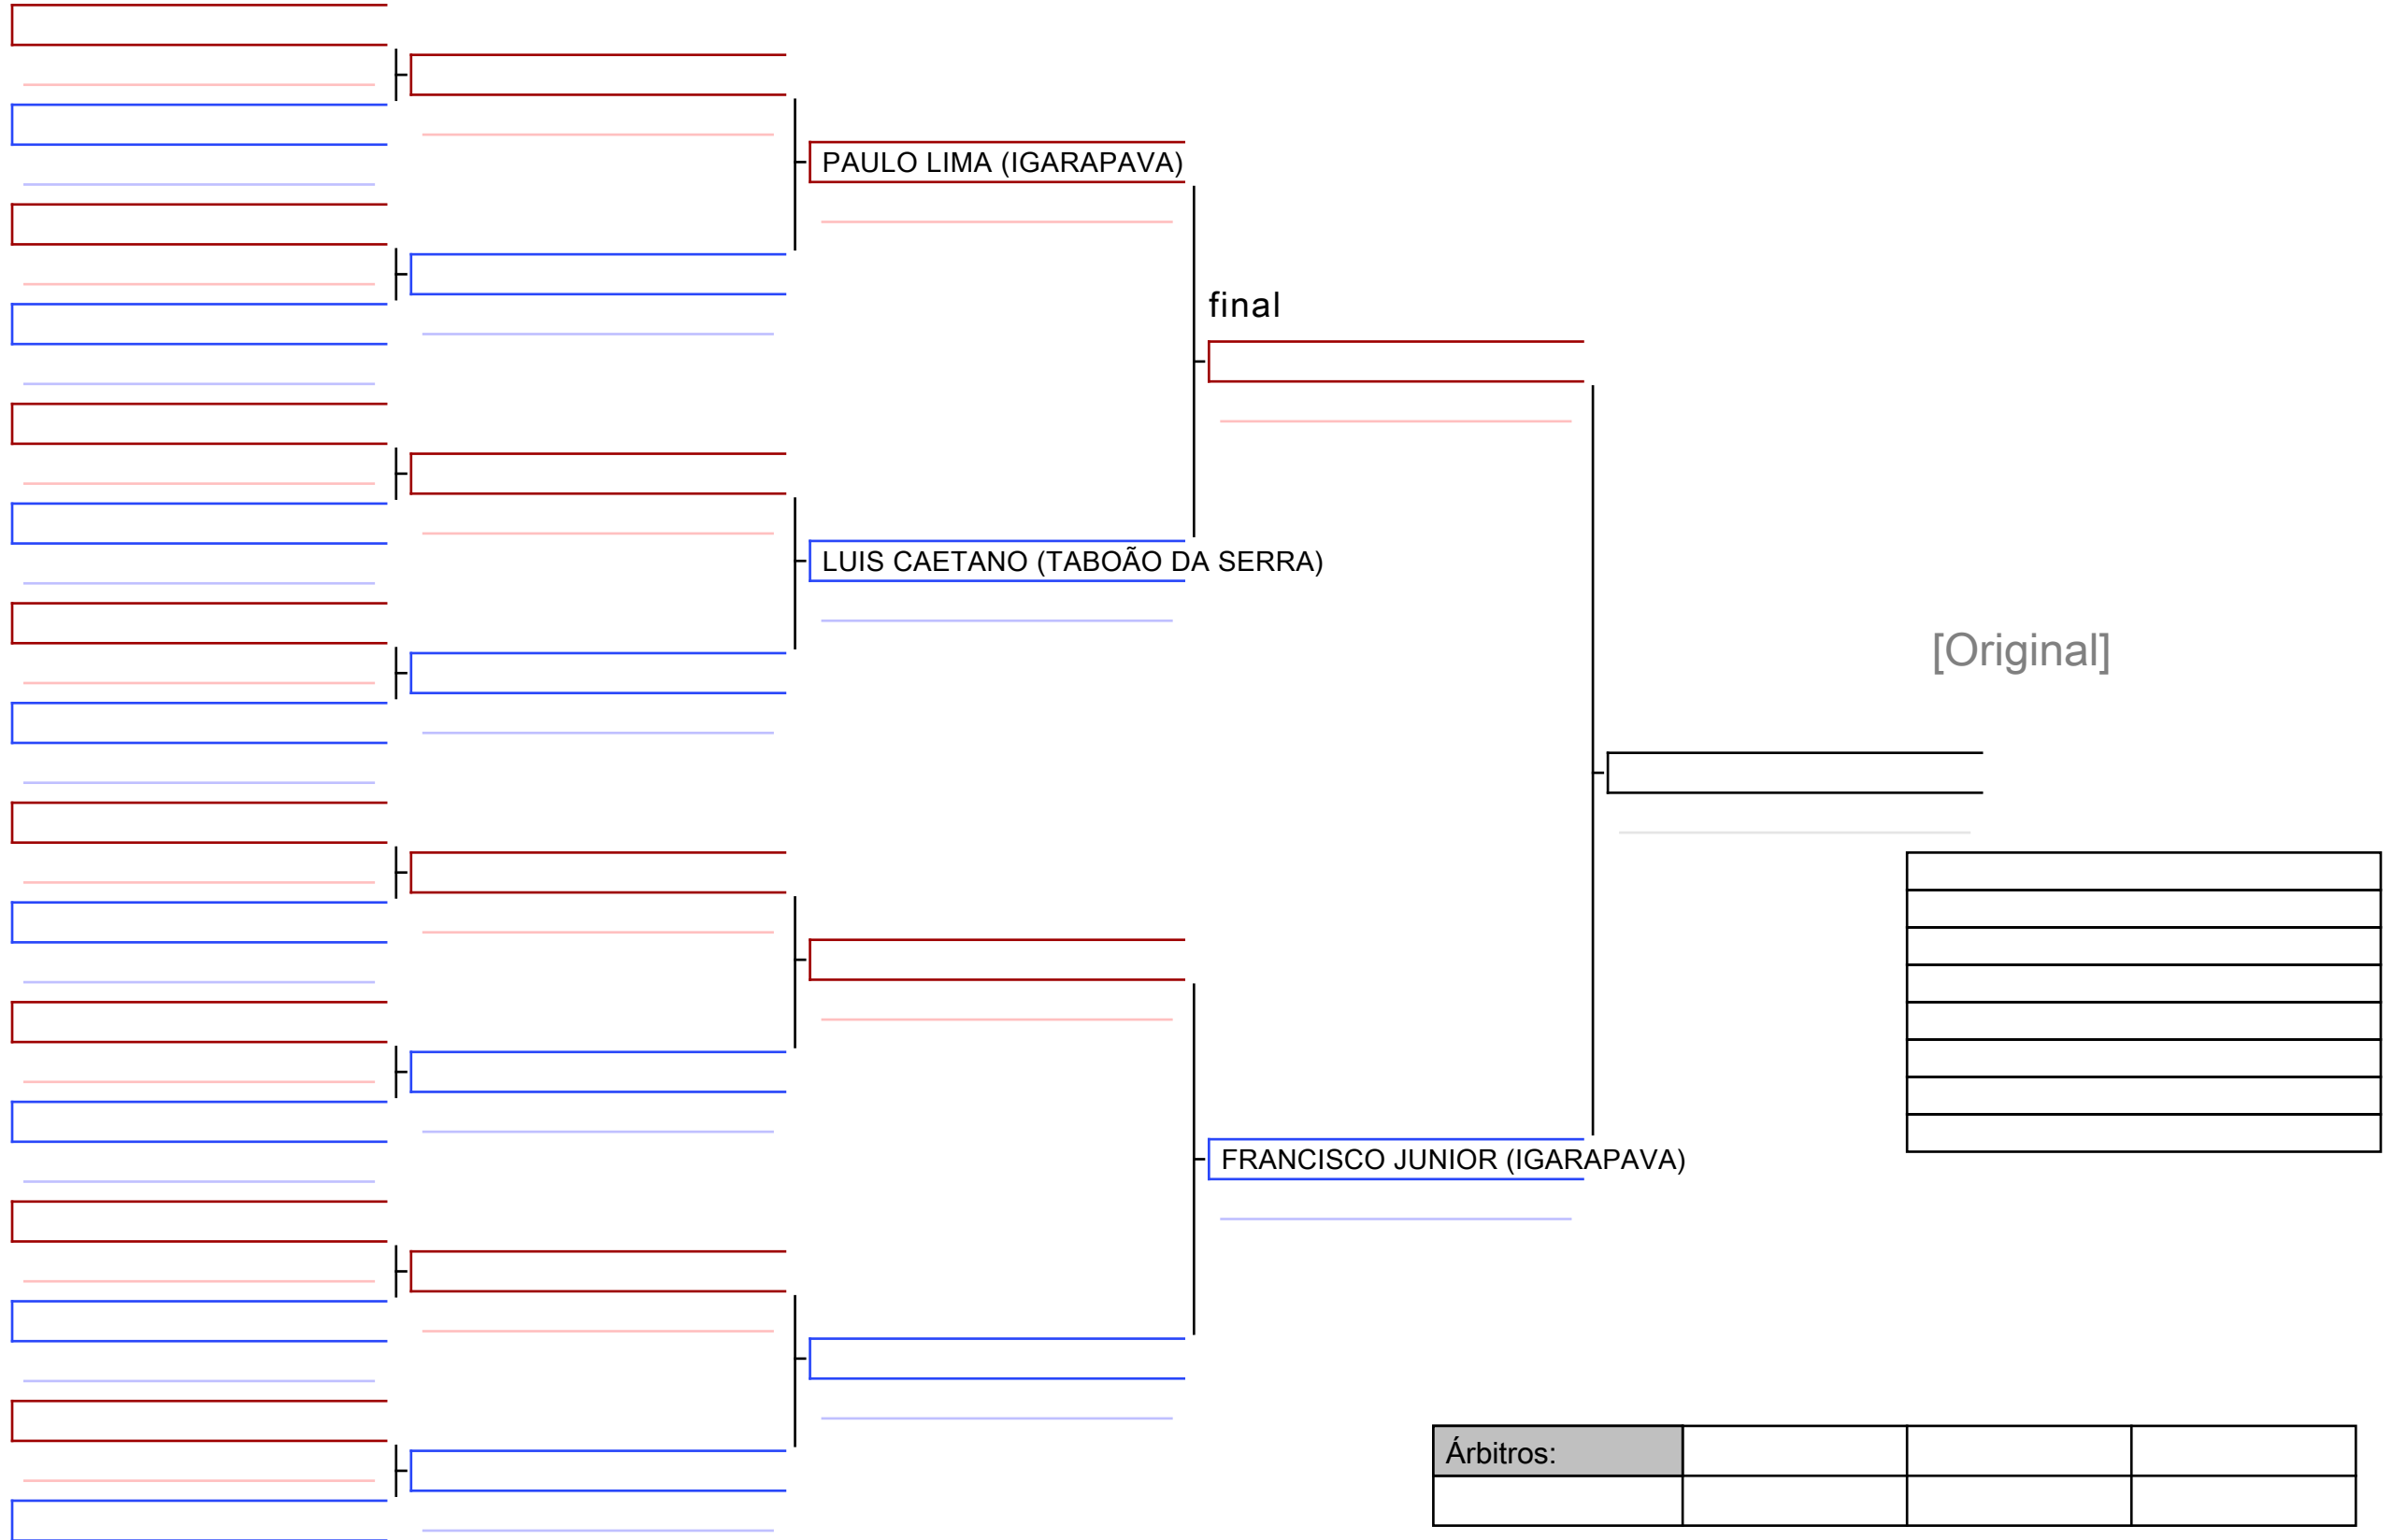 PAULO LIMA (IGARAPAVA)
final
LUIS CAETANO (TABOÃO DA SERRA)
[Original]
FRANCISCO JUNIOR (IGARAPAVA)
Árbitros: